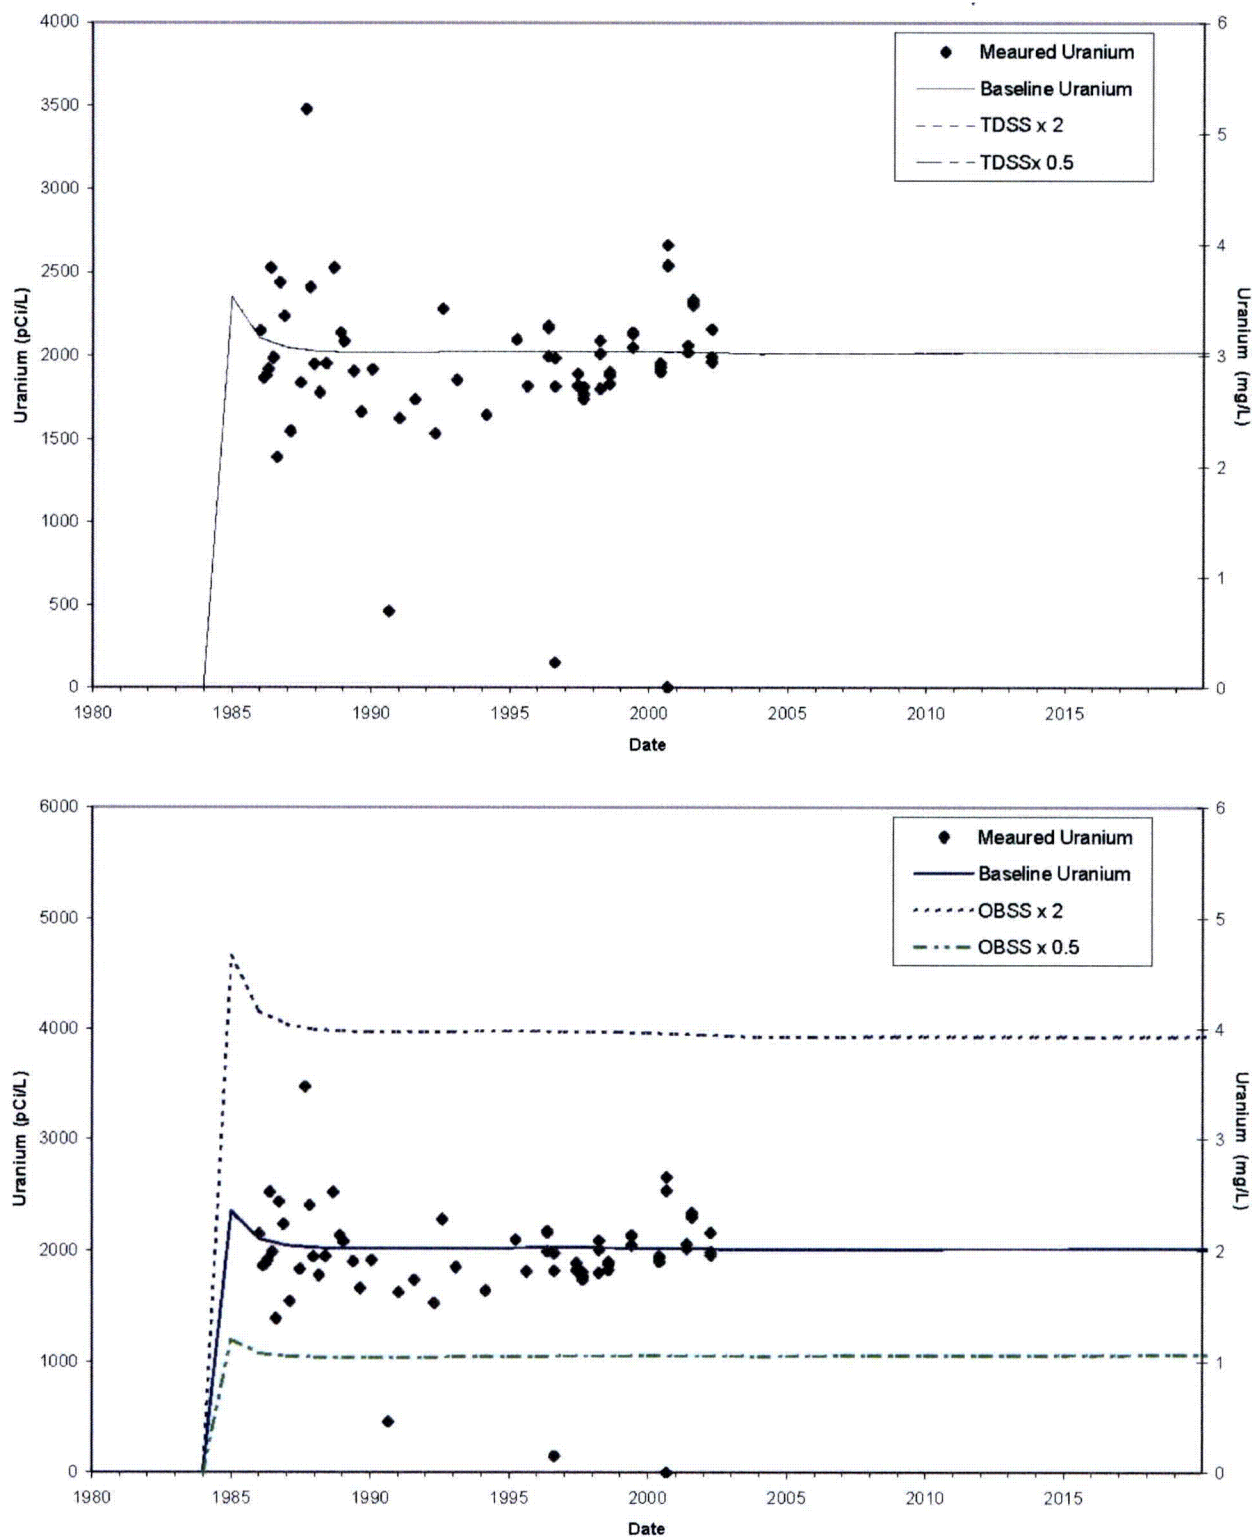 4000
3500
3000
2500
2000
1500
1000
500
0
Uranium (pCi/L)
6
5
4
3
2
1
0
Uranium (mg/L)
Meaured Uranium
Baseline Uranium
TDSS x 2
TDSSx 0.5
1980 1985 1990 1995 2000 2005 2010 2015
Date
6000
5000
4000
3000
2000
1000
0
Uranium (pCi/L)
6
5
4
3
2
1
0
Uranium (mg/L)
Meaured Uranium
Baseline Uranium
OBSS x 2
OBSS x 0.5
1980 1985 1990 1995 2000 2005 2010 2015
Date